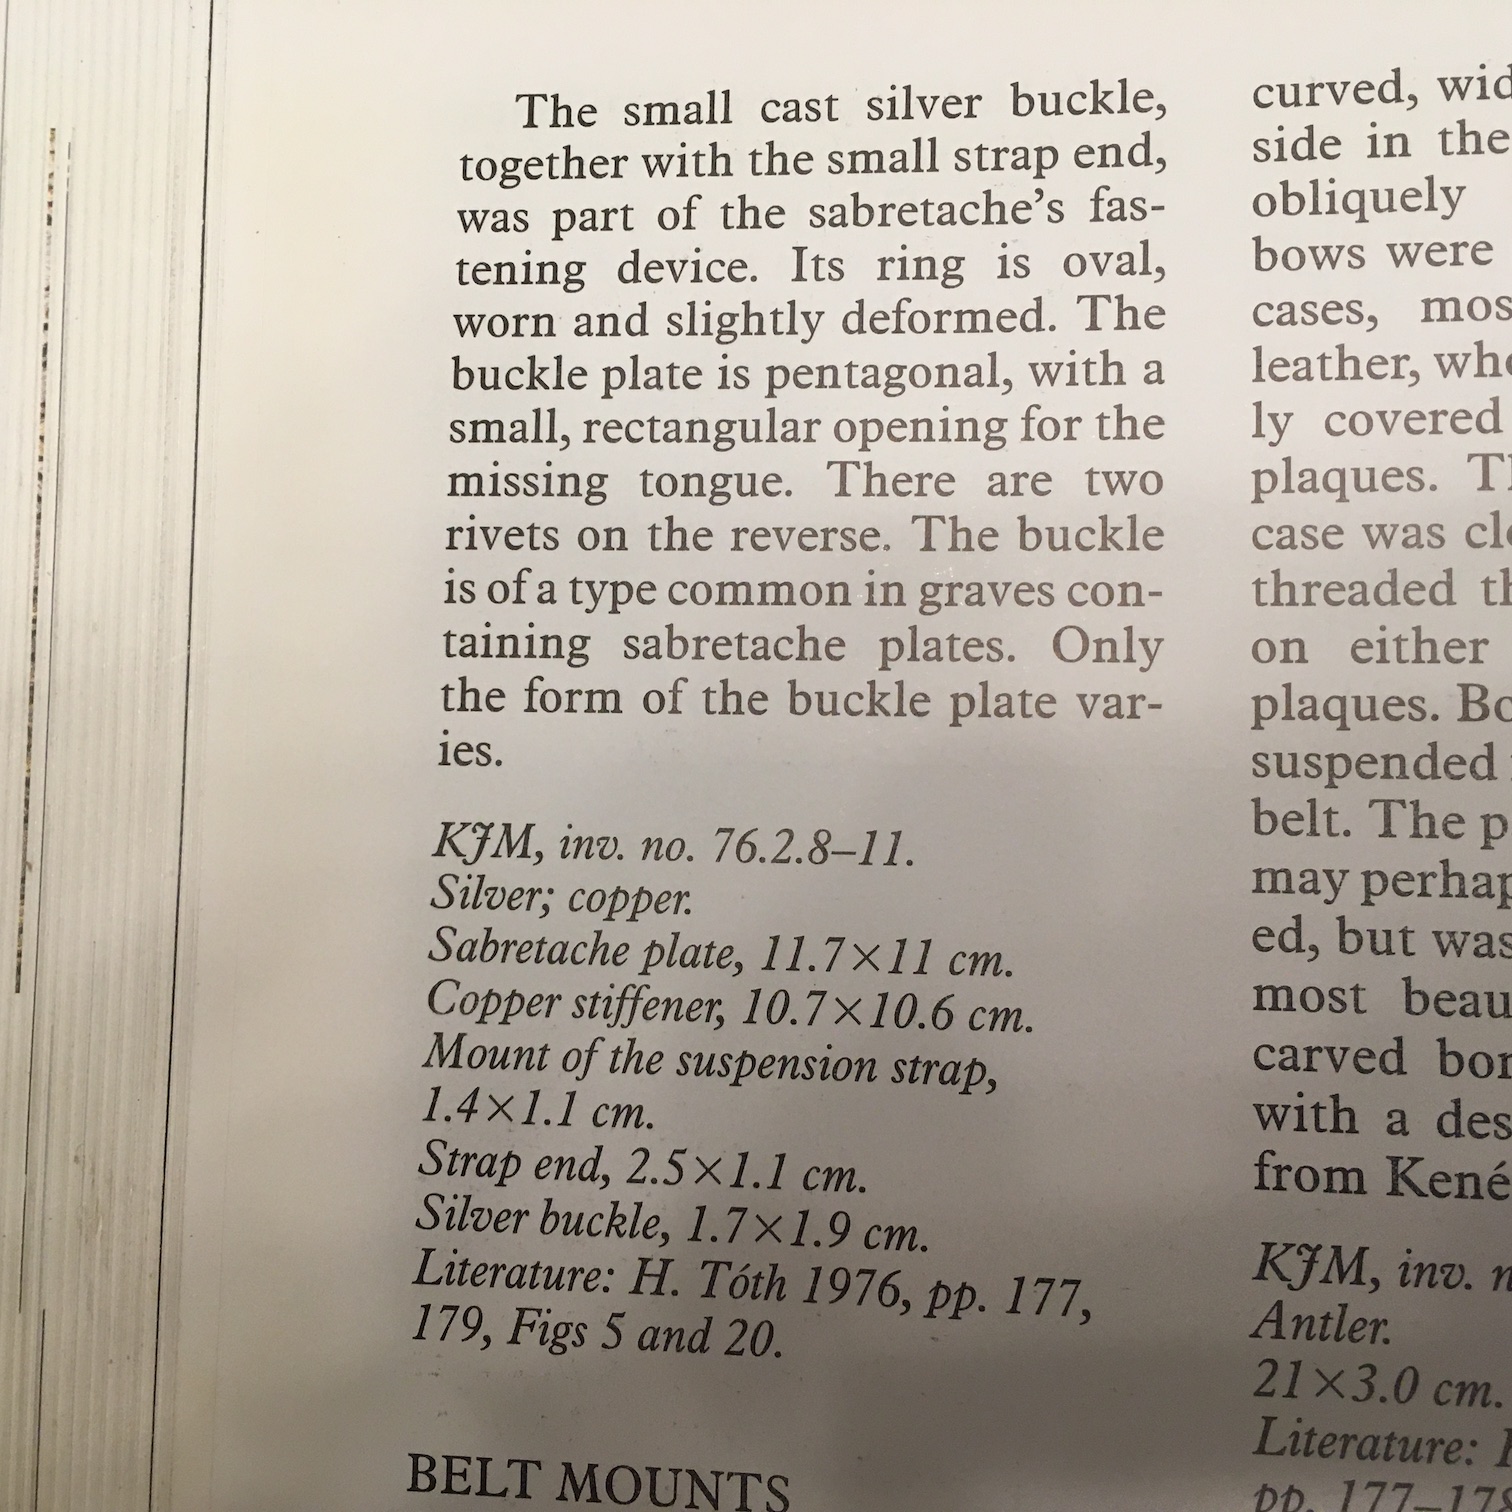 The small cast silver buckle,
together with the small strap end,
was part of the sabretache's fas-
tening device. Its ring is oval,
worn and slightly deformed. The
buckle plate is pentagonal, with a
small, rectangular opening for the
missing tongue. There are two
rivets on the reverse. The buckle
is of a type common in graves con-
taining sabretache plates. Only
the form of the buckle plate var-
ies.
KJM, inv. no. 76.2.8–11.
Silver; copper.
Sabretache plate, 11.7×11 cm.
Copper stiffener, 10.7×10.6 cm.
Mount of the suspension strap,
1.4×1.1 cm.
Strap end, 2.5×1.1 cm.
Silver buckle, 1.7×1.9 cm.
Literature: H. Tóth 1976, pp. 177,
179, Figs 5 and 20.
BELT MOUNTS
curved,
side in the
obliquely
bows were
cases,
leather,
ly covered
plaques.
case was
threaded
on either
plaques.
suspended
belt. The
may
ed, but was
most
carved
with a
from
KJM, inv.
Antler.
21×3.0 cm.
Literature:
pp. 177–178